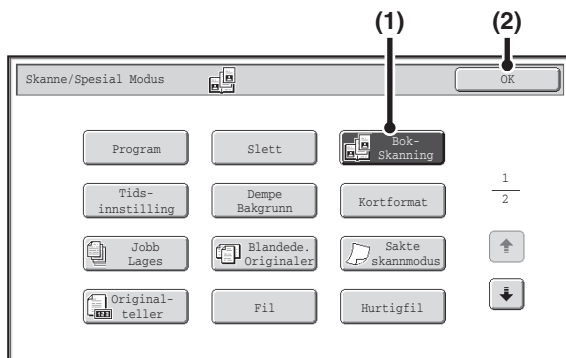 (1) (2)
Skanne/Spesial Modus OK
Program Slett Bok-
Skanning
Tids-
innstilling Dempe
Bakgrunn Kortformat
1
2
Jobb
Lages Blandede.
Originaler Sakte
skannmodus
Original-
teller Fil Hurtigfil